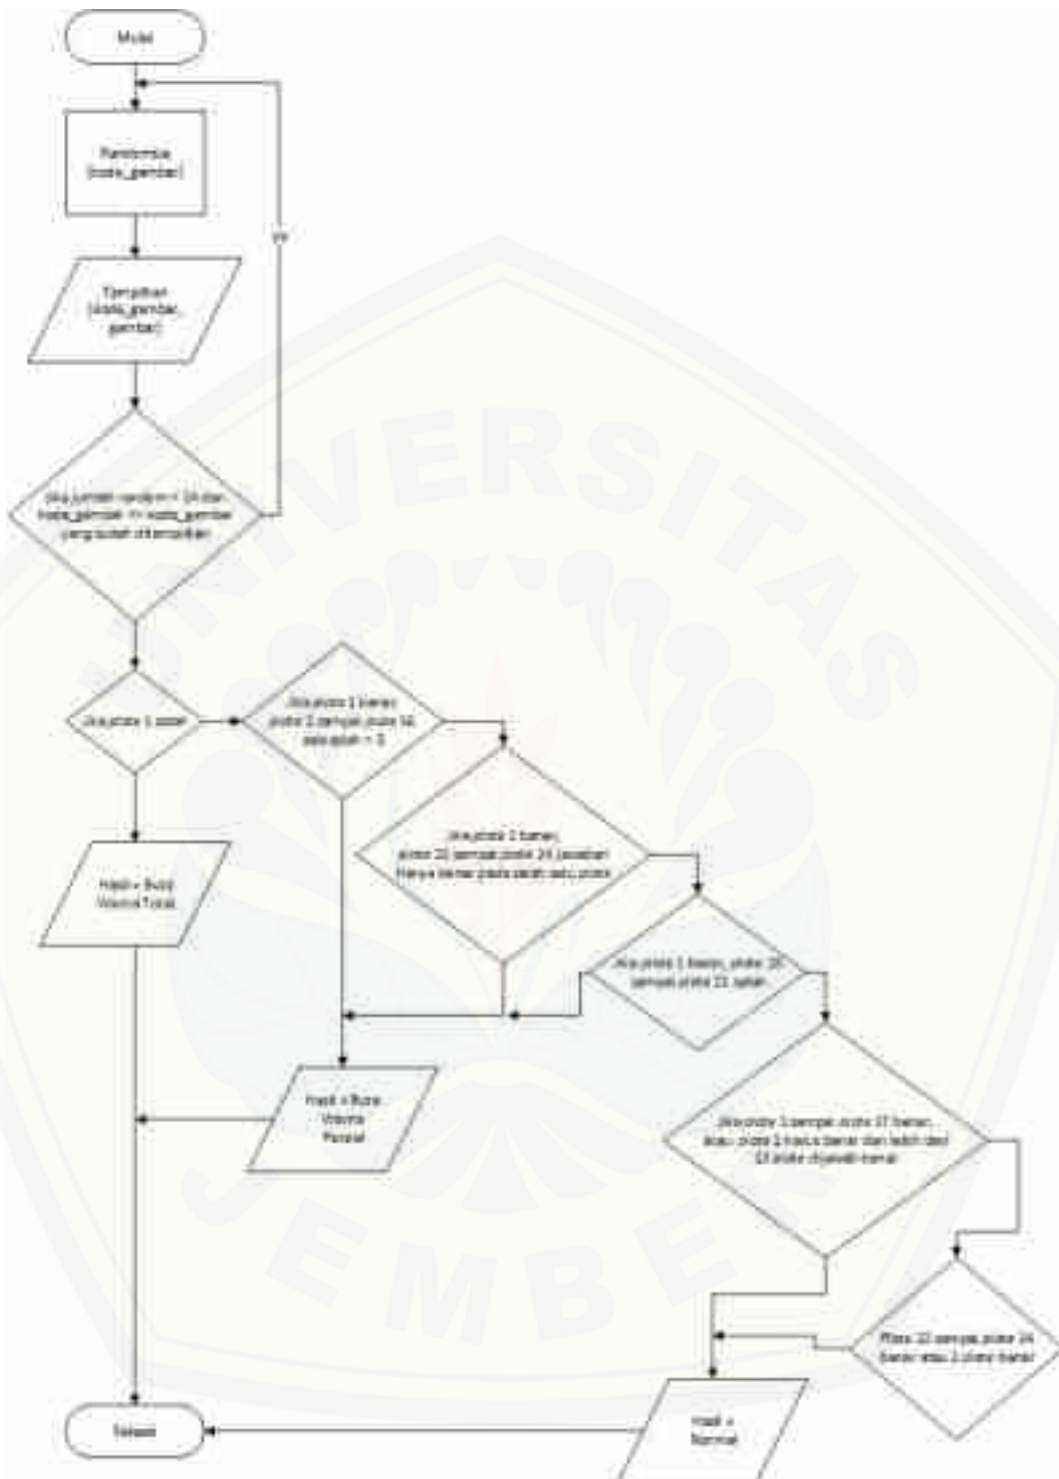 Mulai
Randomize
[kode_gambar]
Tampilkan
[kode_gambar,
gambar]
ya
Jika jumlah random < 24 dan
kode_gambar <> kode_gambar
yang sudah ditampilkan
Jika plate 1 salah
Jika plate 1 benar,
plate 2 sampai plate
Jika plate 1 benar,
plate 22 sampai plate 24 jawaban
hanya benar pada salah satu plate
Jika plate 1 benar, plate 18
sampai plate 21 salah
Hasil = Buta
Warna Total
Hasil = Buta
Warna
Parsial
Jika plate 1 sampai plate 17 benar,
atau plate 1 harus benar dan lebih dari
13 plate dijawab benar
Plate 22 sampai plate 24
benar atau 2 plate benar
Hasil =
Normal
Selesai
UNIVERSITAS
JEMBER